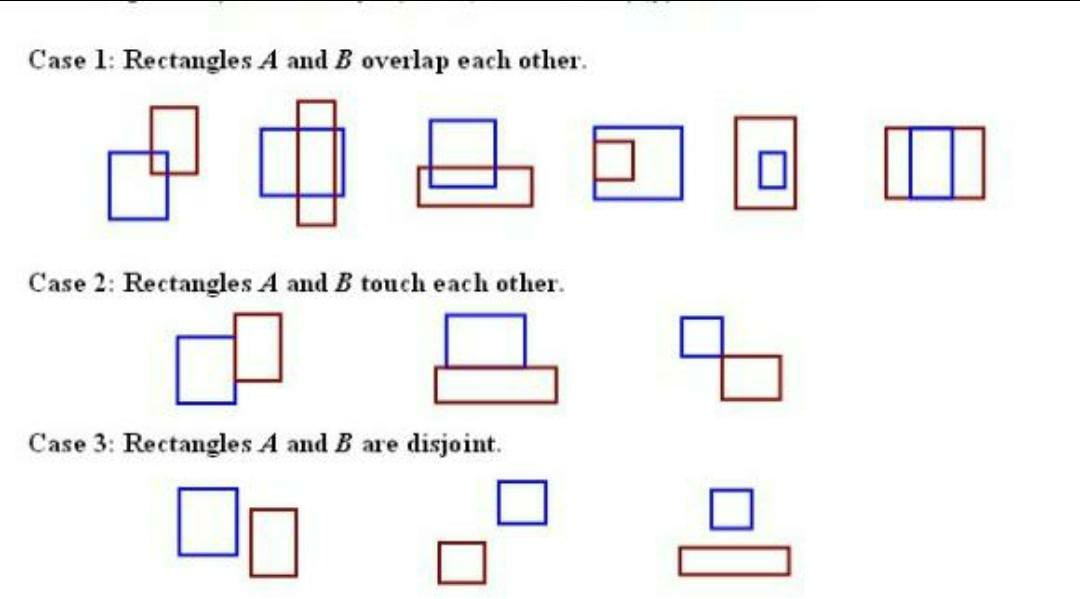 Case 1: Rectangles A and B overlap each other.
Case 2: Rectangles A and B touch each other.
Case 3: Rectangles A and B are disjoint.